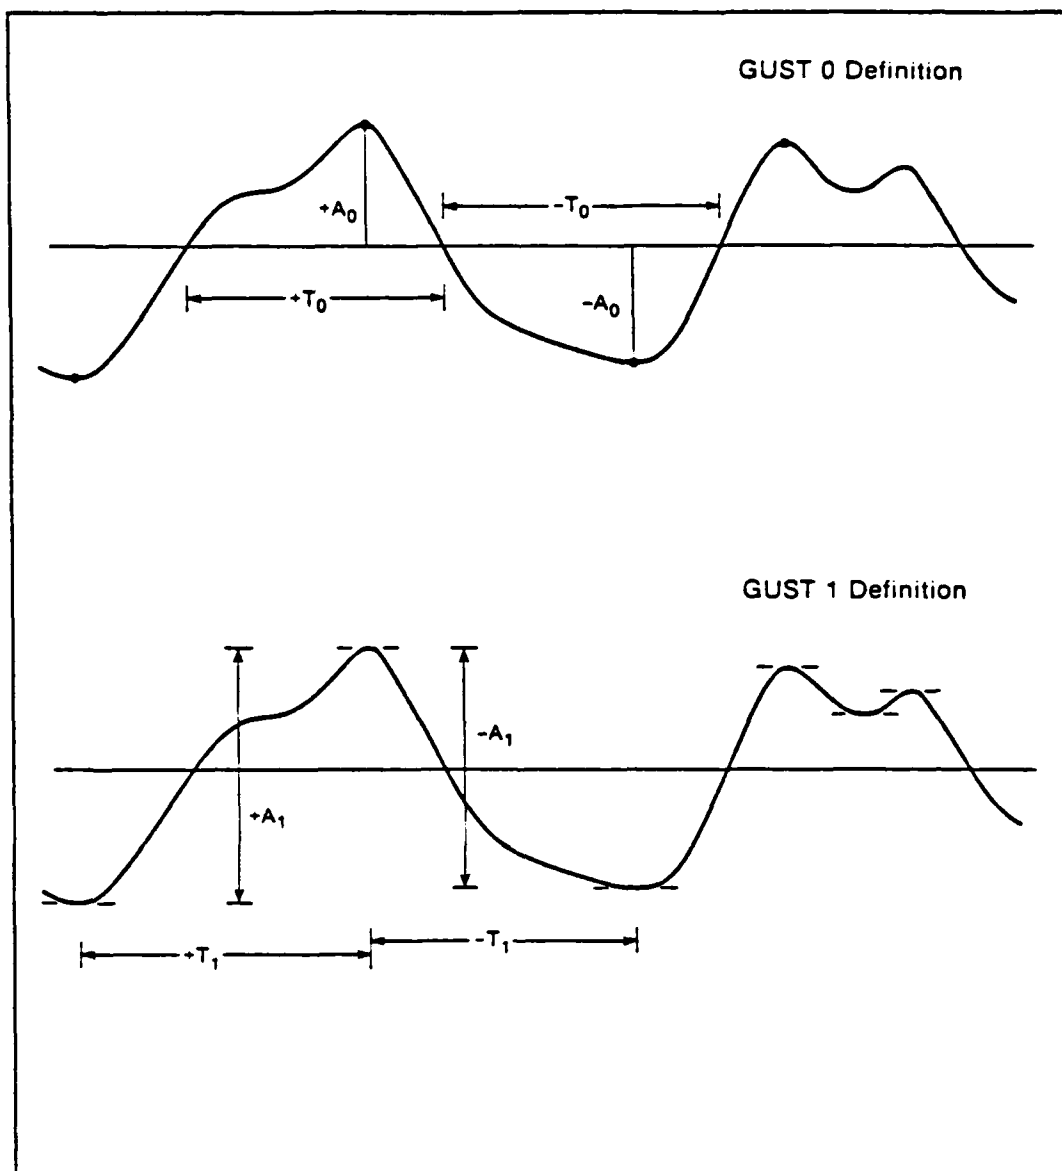 GUST 0 Definition
+A₀
−T₀
+T₀
−A₀
GUST 1 Definition
−A₁
+A₁
−T₁
+T₁